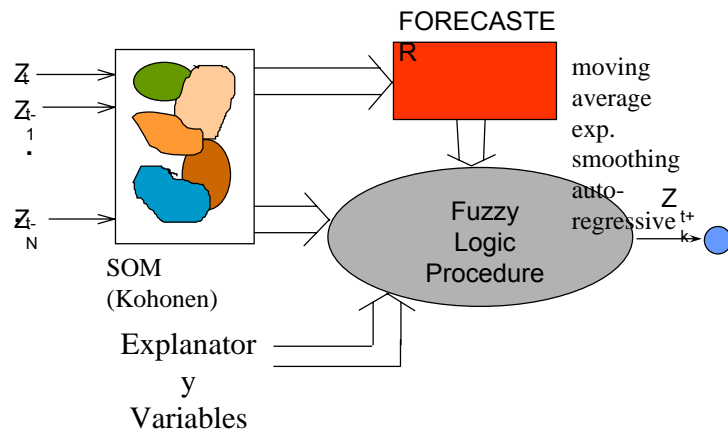 FORECASTE
R
Z
t
Z
t-
1
.
.
Z
t-
N
SOM
(Kohonen)
moving
average
exp.
smoothing
auto-
regressive
Fuzzy
Logic
Procedure
Z
t+
k
Explanator
y
Variables